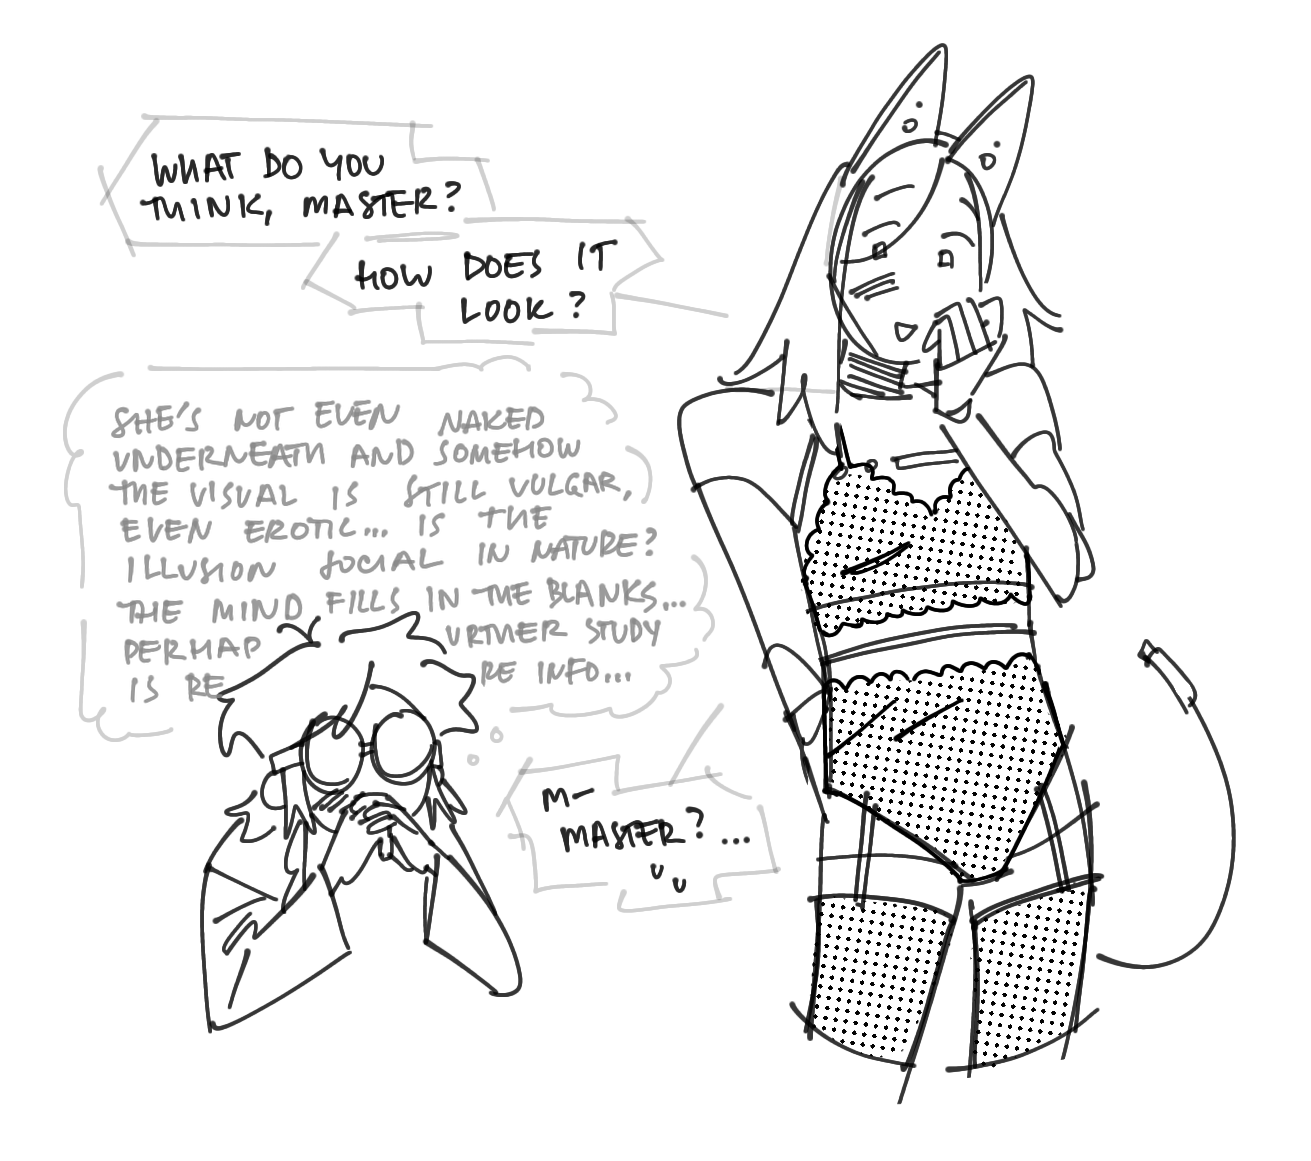 WHAT DO YOU
THINK, MASTER?
HOW DOES IT
LOOK?
SHE'S NOT EVEN NAKED
UNDERNEATH AND SOMEHOW
THE VISUAL IS STILL VULGAR,
EVEN EROTIC... IS THE
ILLUSION SOCIAL IN NATURE?
THE MIND FILLS IN THE BLANKS...
PERHAP URTHER STUDY
IS RE RE INFO...
M—
MASTER?...